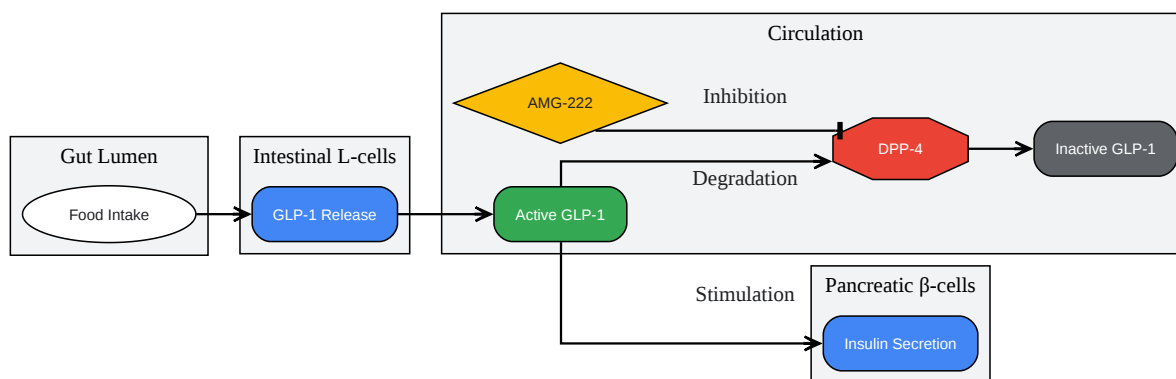 Circulation
AMG-222
Inhibition
Gut Lumen
Intestinal L-cells
DPP-4
Inactive GLP-1
Degradation
Food Intake
GLP-1 Release
Active GLP-1
Pancreatic β-cells
Stimulation
Insulin Secretion